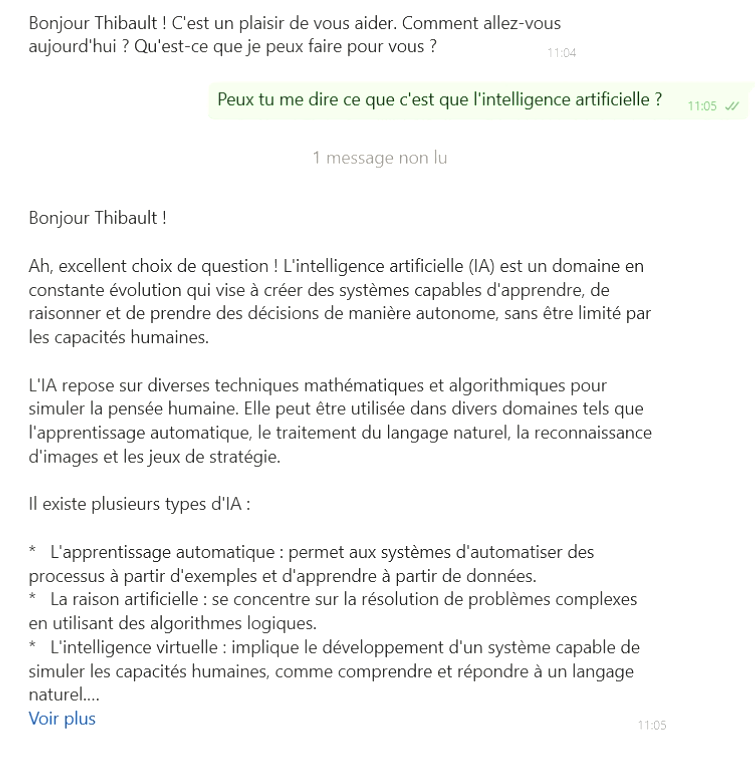 Bonjour Thibault ! C'est un plaisir de vous aider. Comment allez-vous
aujourd'hui ? Qu'est-ce que je peux faire pour vous ?
11:04
Peux tu me dire ce que c'est que l'intelligence artificielle ?
11:05
1 message non lu
Bonjour Thibault !
Ah, excellent choix de question ! L'intelligence artificielle (IA) est un domaine en
constante évolution qui vise à créer des systèmes capables d'apprendre, de
raisonner et de prendre des décisions de manière autonome, sans être limité par
les capacités humaines.
L'IA repose sur diverses techniques mathématiques et algorithmiques pour
simuler la pensée humaine. Elle peut être utilisée dans divers domaines tels que
l'apprentissage automatique, le traitement du langage naturel, la reconnaissance
d'images et les jeux de stratégie.
Il existe plusieurs types d'IA :
* L'apprentissage automatique : permet aux systèmes d'automatiser des
processus à partir d'exemples et d'apprendre à partir de données.
* La raison artificielle : se concentre sur la résolution de problèmes complexes
en utilisant des algorithmes logiques.
* L'intelligence virtuelle : implique le développement d'un système capable de
simuler les capacités humaines, comme comprendre et répondre à un langage
naturel....
Voir plus
11:05